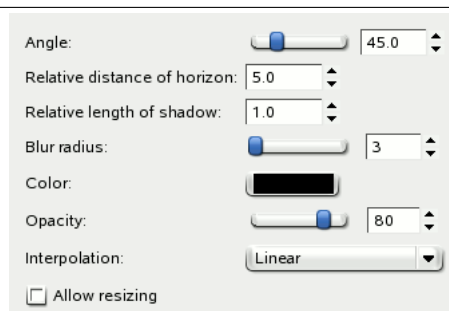 Angle: 45.0
Relative distance of horizon: 5.0
Relative length of shadow: 1.0
Blur radius: 3
Color:
Opacity: 80
Interpolation: Linear
Allow resizing